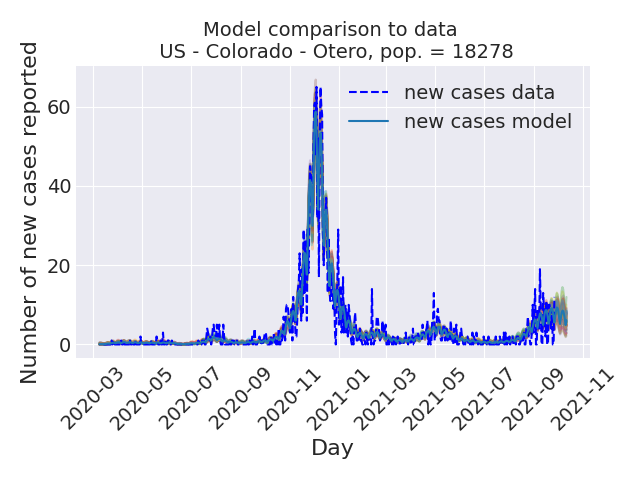 Model comparison to data
US - Colorado - Otero, pop. = 18278
Number of new cases reported
60
40
20
0
new cases data
new cases model
2020-03
2020-05
2020-07
2020-09
2020-11
2021-01
2021-03
2021-05
2021-07
2021-09
2021-11
Day